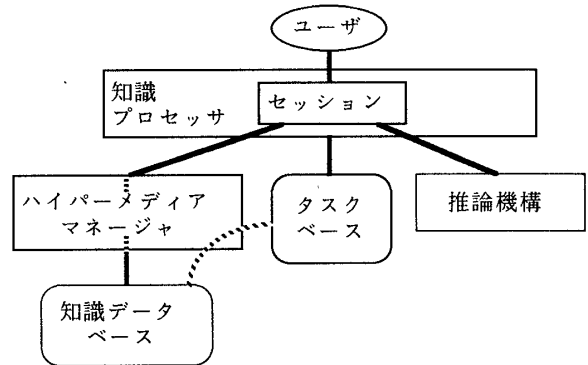 ユーザ
知識
プロセッサ
セッション
ハイパーメディア
マネージャ
タスク
ベース
推論機構
知識データ
ベース